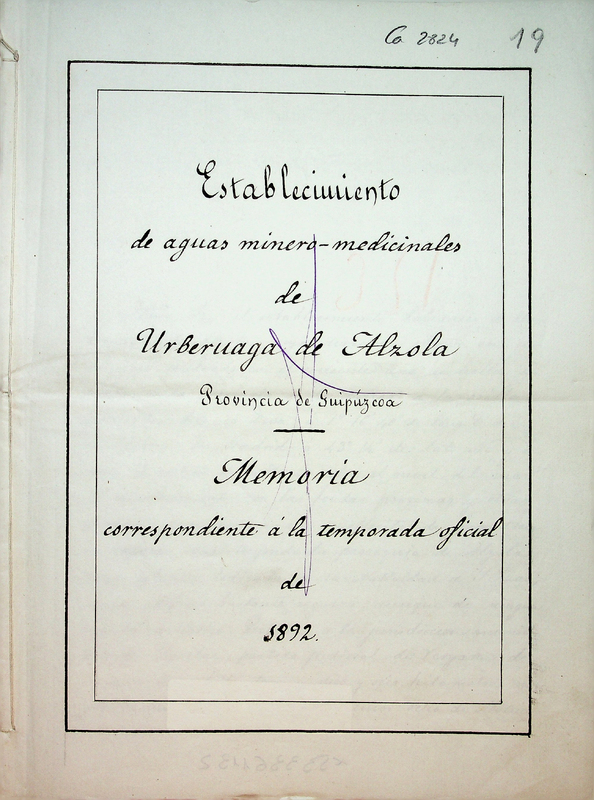 Ca 2824 19
Establecimiento
de aguas minero-medicinales
de
Urberuaga de Alzola
Provincia de Guipúzcoa
Memoria
correspondiente á la temporada oficial
de
1892.